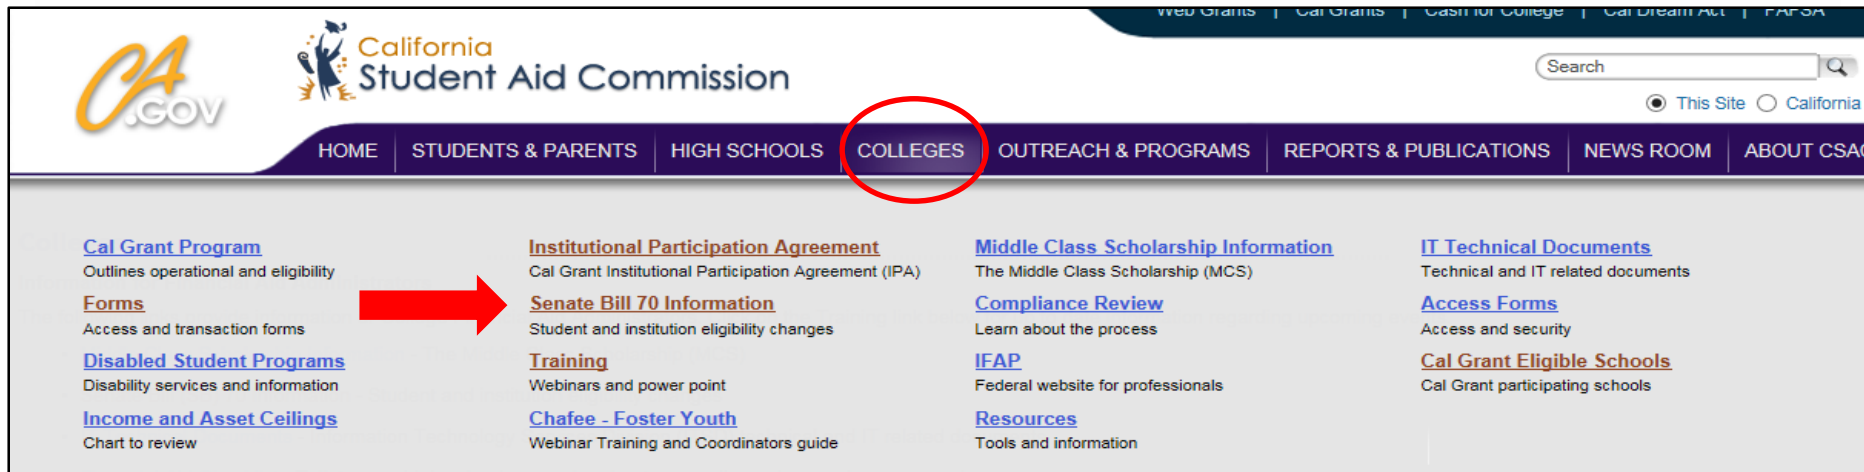 Web Grants | Cal Grants | Cash for College | Cal Dream Act | FAFSA
CA.GOV
California
Student Aid Commission
Search
This Site California
HOME STUDENTS & PARENTS HIGH SCHOOLS COLLEGES OUTREACH & PROGRAMS REPORTS & PUBLICATIONS NEWS ROOM ABOUT CSAC
Cal Grant Program
Outlines operational and eligibility
Forms
Access and transaction forms
Disabled Student Programs
Disability services and information
Income and Asset Ceilings
Chart to review
Institutional Participation Agreement
Cal Grant Institutional Participation Agreement (IPA)
Senate Bill 70 Information
Student and institution eligibility changes
Training
Webinars and power point
Chafee - Foster Youth
Webinar Training and Coordinators guide
Middle Class Scholarship Information
The Middle Class Scholarship (MCS)
Compliance Review
Learn about the process
IFAP
Federal website for professionals
Resources
Tools and information
IT Technical Documents
Technical and IT related documents
Access Forms
Access and security
Cal Grant Eligible Schools
Cal Grant participating schools